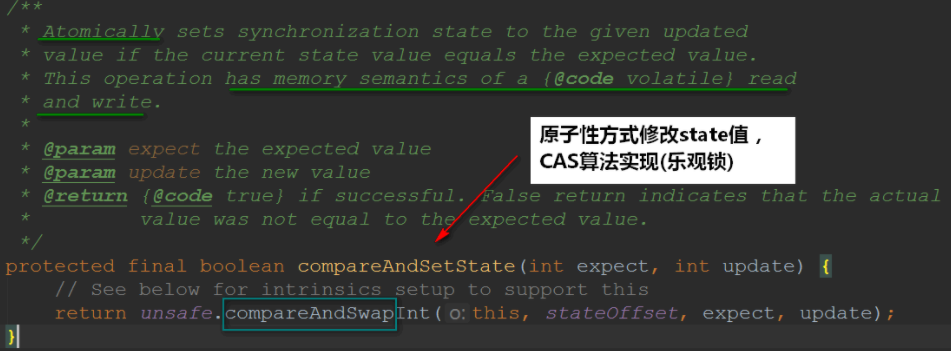 /**
* Atomically sets synchronization state to the given updated
* value if the current state value equals the expected value.
* This operation has memory semantics of a {@code volatile} read
* and write.
*
* @param expect the expected value
* @param update the new value
* @return {@code true} if successful. False return indicates that the actual
* value was not equal to the expected value.
*/
原子性方式修改state值，
CAS算法实现(乐观锁)
protected final boolean compareAndSetState(int expect, int update) {
// See below for intrinsics setup to support this
return unsafe.compareAndSwapInt( o: this, stateOffset, expect, update);
}